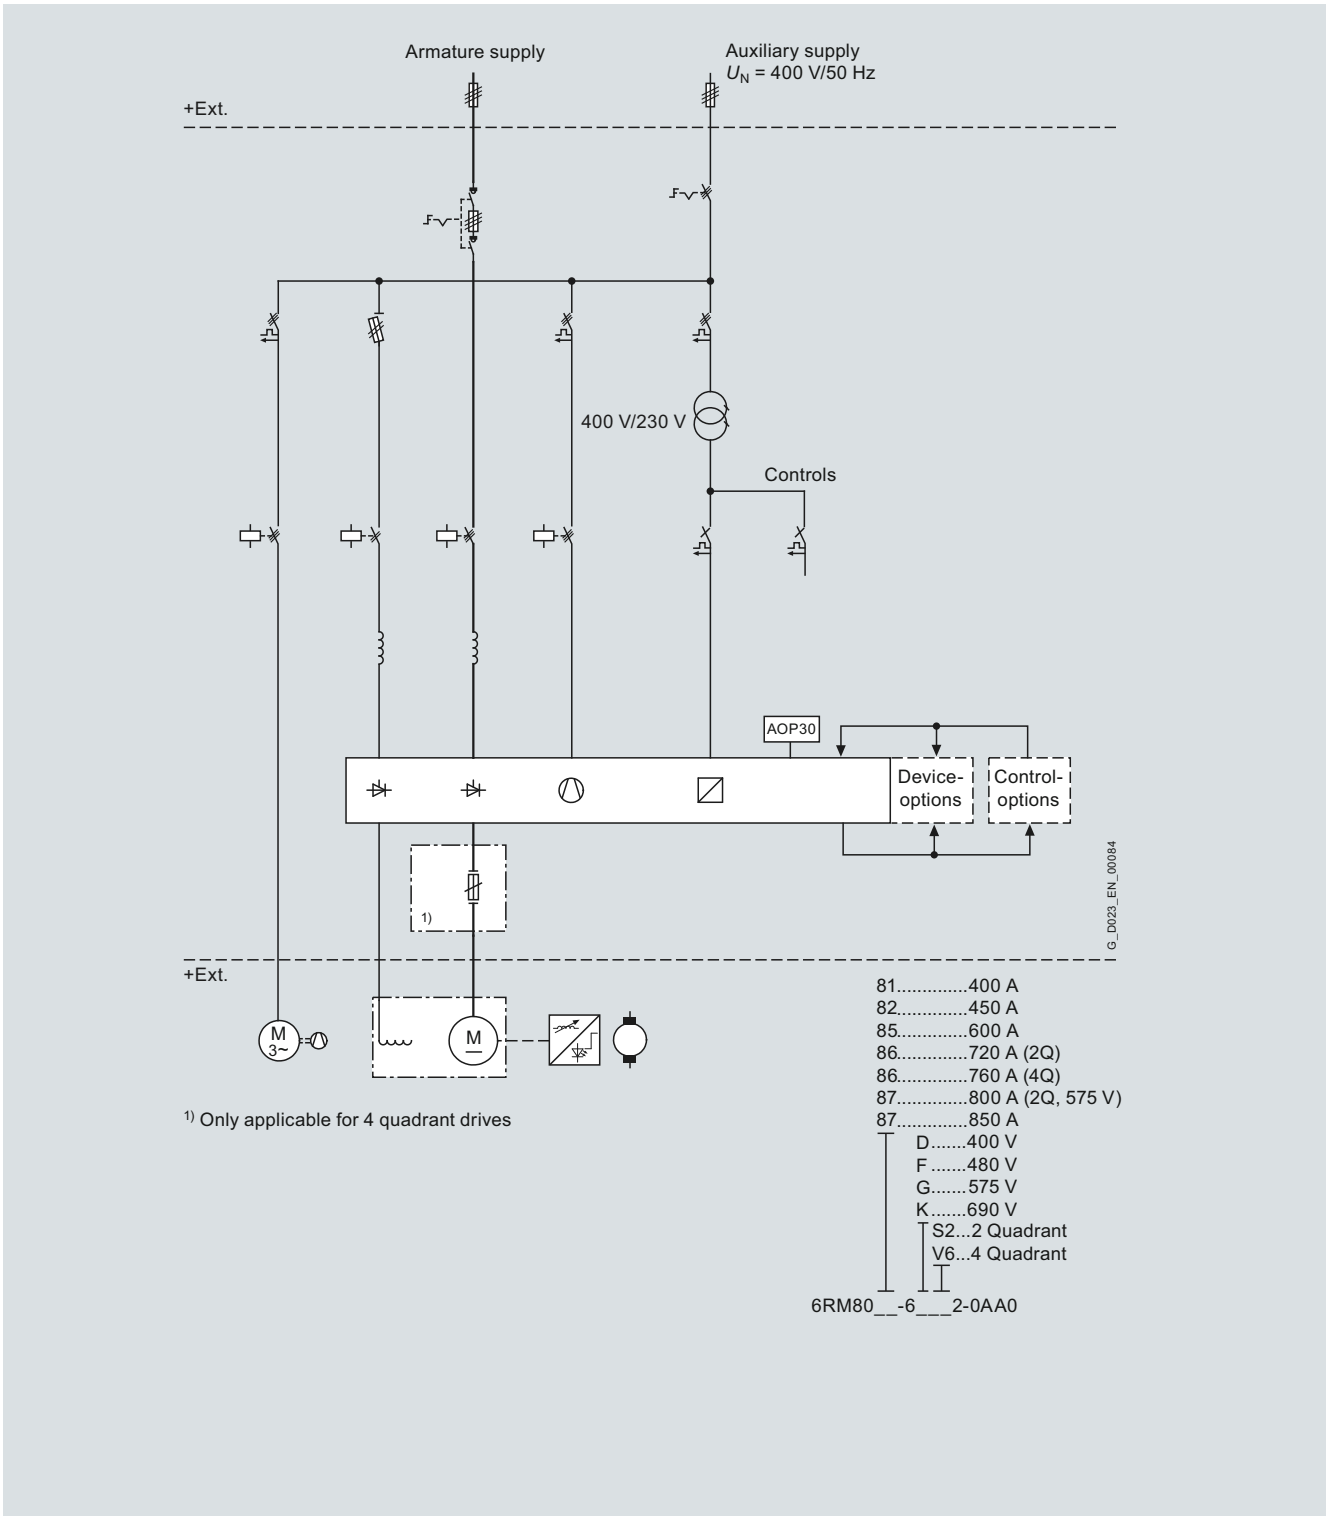 Armature supply
Auxiliary supply
UN = 400 V/50 Hz
+Ext.
400 V/230 V
Controls
AOP30
Device-
options
Control-
options
1)
G_D023_EN_00084
+Ext.
M
3~
M
1) Only applicable for 4 quadrant drives
81..............400 A
82..............450 A
85..............600 A
86..............720 A (2Q)
86..............760 A (4Q)
87..............800 A (2Q, 575 V)
87..............850 A
D.......400 V
F.......480 V
G.......575 V
K.......690 V
S2...2 Quadrant
V6...4 Quadrant
6RM80__-6___2-0AA0